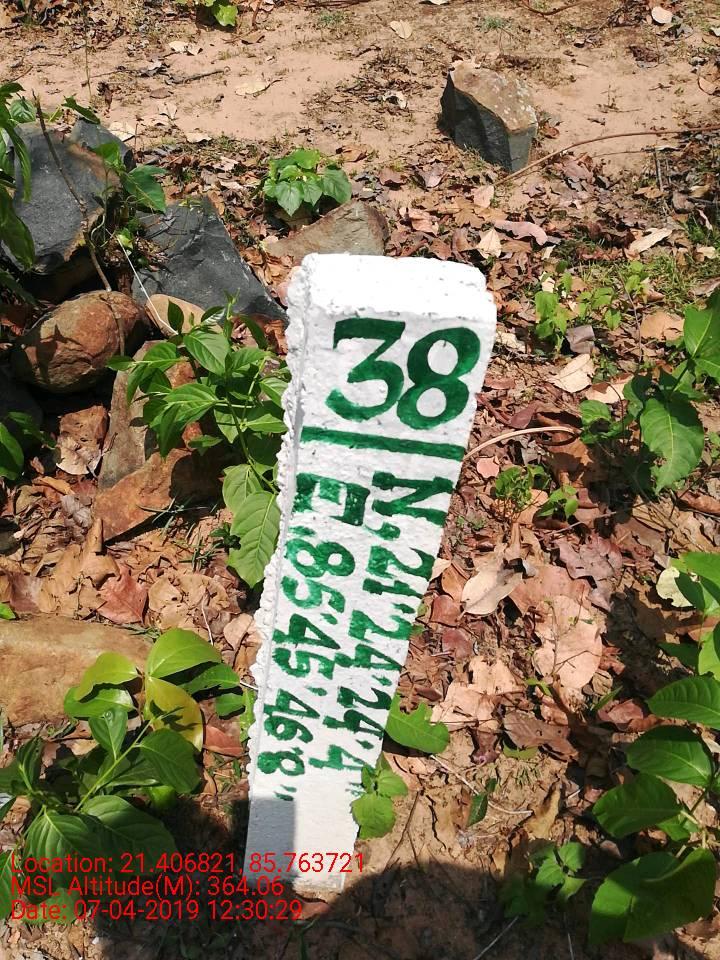 38
N, 21'24'24'4"
E, 85'45'46'8"
Location: 21.406821, 85.763721
MSL Altitude(M): 364.06
Date: 07-04-2019 12:30:29